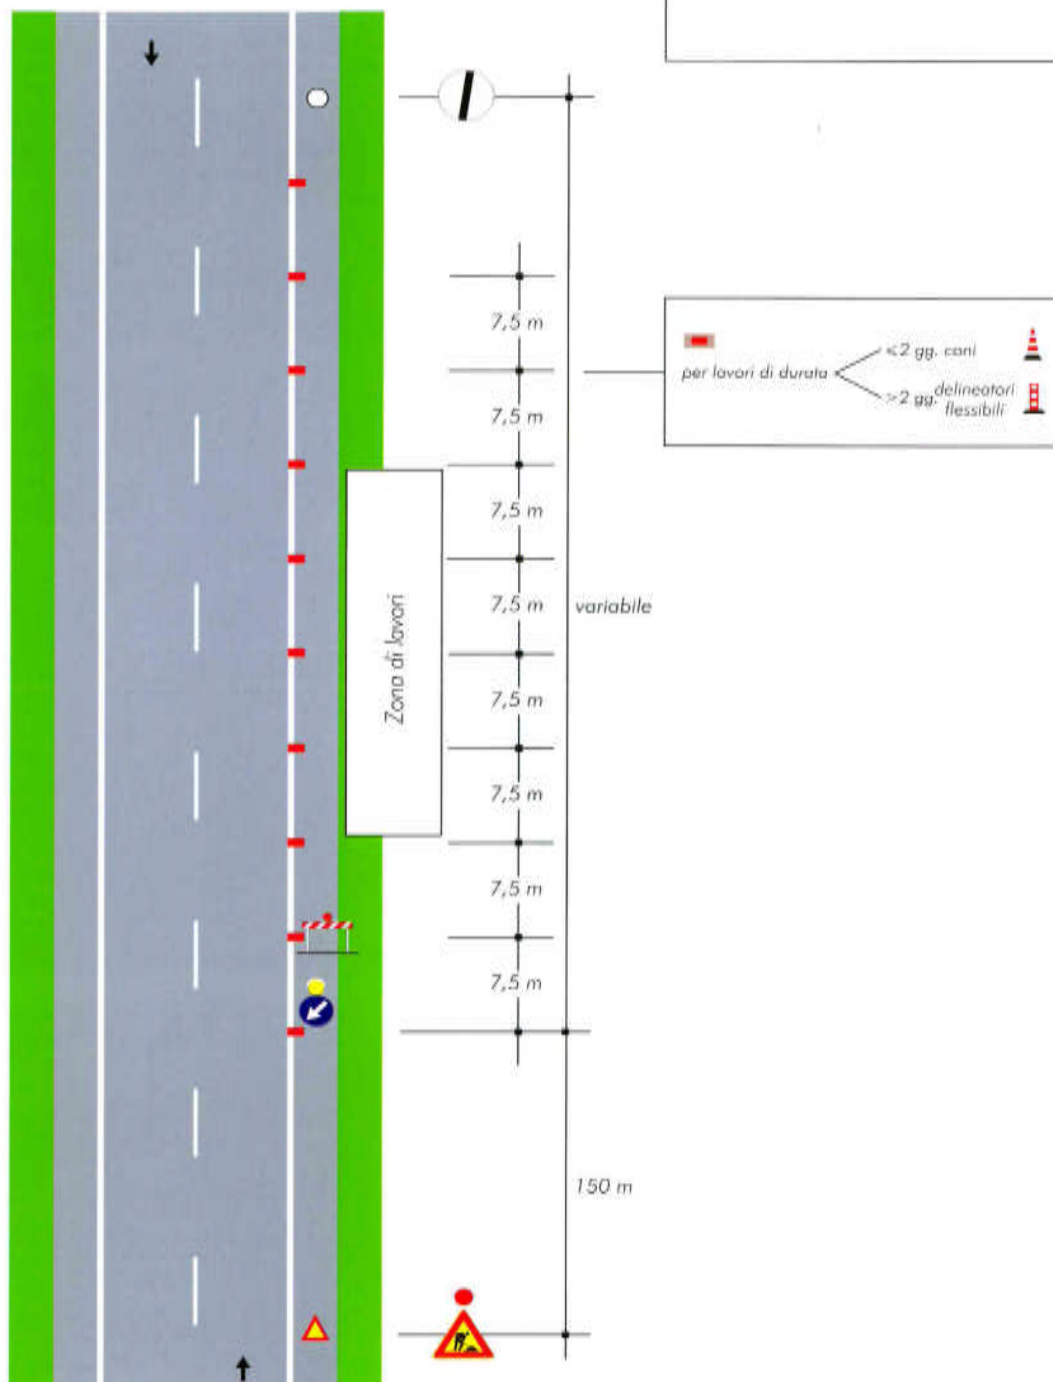 7,5 m
7,5 m
7,5 m
7,5 m
7,5 m
7,5 m
7,5 m
7,5 m
variabile
150 m
Zona di lavori
per lavori di durata
≤2 gg. coni
>2 gg. delineatori
flessibili